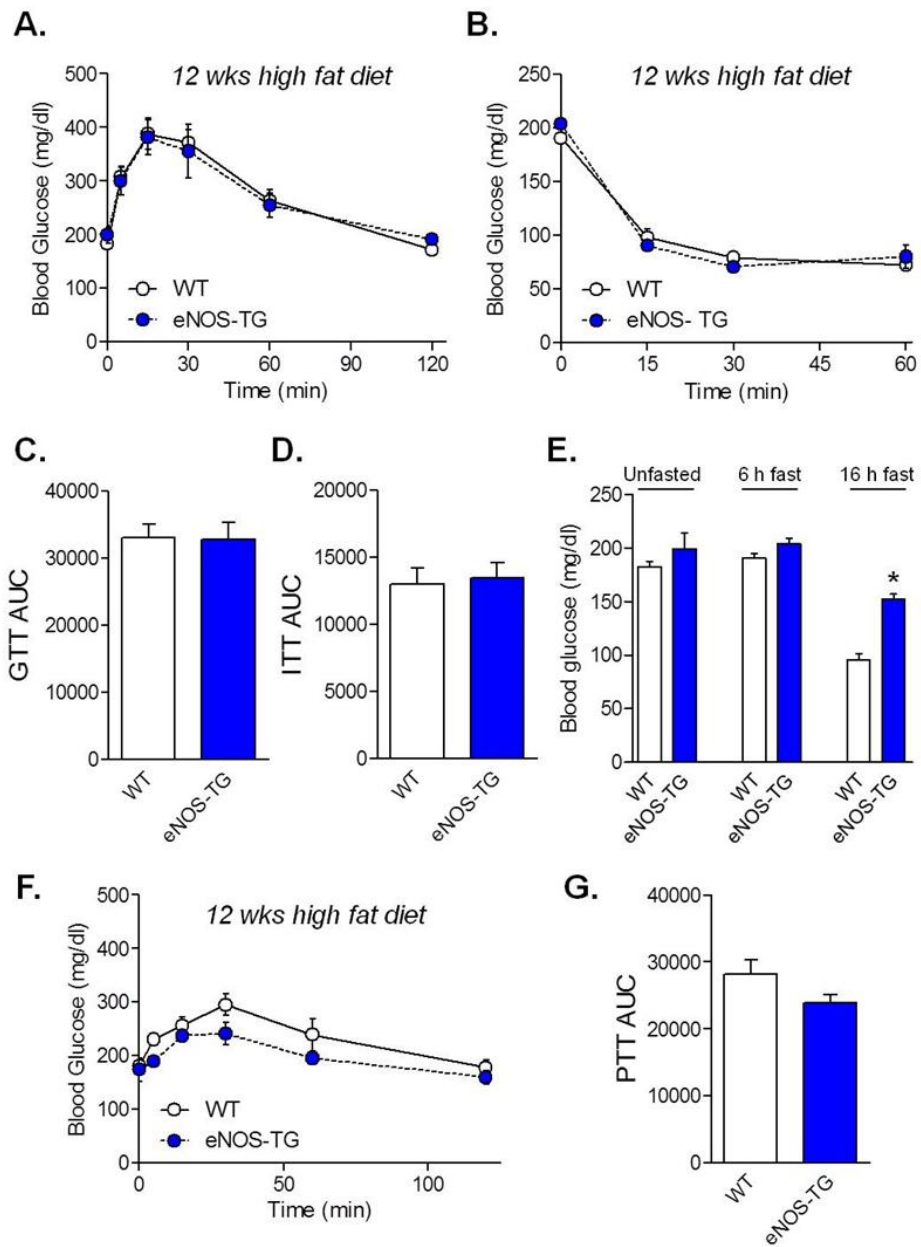 A.
12 wks high fat diet
Blood Glucose (mg/dl)
500
400
300
200
100
0
WT
eNOS-TG
0 30 60 90 120
Time (min)
B.
12 wks high fat diet
Blood Glucose (mg/dl)
250
200
150
100
50
0
WT
eNOS- TG
0 15 30 45 60
Time (min)
C.
GTT AUC
40000
30000
20000
10000
0
WT
eNOS-TG
D.
ITT AUC
20000
15000
10000
5000
0
WT
eNOS-TG
E.
Unfasted 6 h fast 16 h fast
Blood glucose (mg/dl)
250
200
150
100
50
0
*
WT
eNOS-TG
WT
eNOS-TG
WT
eNOS-TG
F.
12 wks high fat diet
Blood Glucose (mg/dl)
500
400
300
200
100
0
WT
eNOS-TG
0 50 100
Time (min)
G.
PTT AUC
40000
30000
20000
10000
0
WT
eNOS-TG